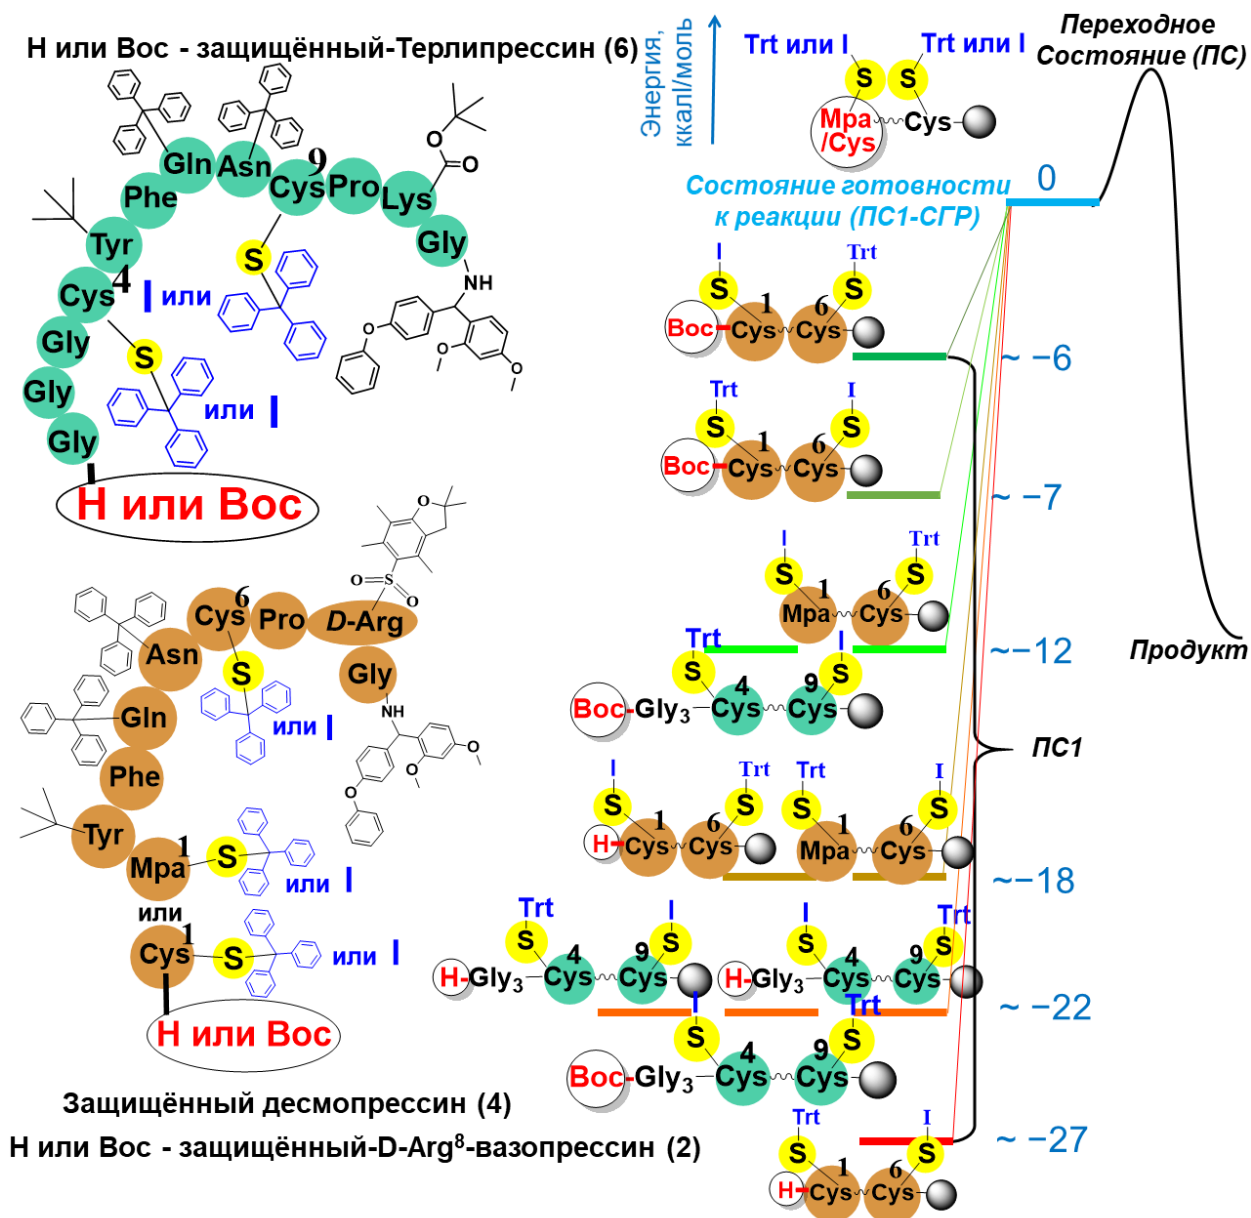 Н или Вос - защищённый-Терлипрессин (6)
Gln
Asn
9
Cys
Pro
Lys
Gly
O
O
NH
O
O
O
Phe
Tyr
4
Cys
S
I или
Gly
S
или I
Gly
Gly
Н или Вос
O
S
O
O
6
Cys
Pro
D-Arg
Asn
S
Gly
или I
NH
Gln
O
O
O
Phe
Tyr
1
Mpa
S
или I
или
1
Cys
S
или I
Н или Вос
Защищённый десмопрессин (4)
Н или Вос - защищённый-D-Arg⁸-вазопрессин (2)
Энергия,
ккал/моль
Trt или I
Trt или I
S
S
Mpa
/Cys
Cys
Переходное
Состояние (ПС)
Состояние готовности
к реакции (ПС1-СГР)
0
I
Trt
S
S
1
6
Boc
Cys
Cys
~ −6
Trt
I
S
S
1
6
Boc
Cys
Cys
~ −7
I
Trt
S
S
1
6
Mpa
Cys
~−12
Продукт
Trt
I
S
S
4
9
Boc-Gly₃
Cys
Cys
ПС1
I
Trt
S
S
1
6
H
Cys
Cys
Trt
I
S
S
1
6
Mpa
Cys
~−18
Trt
I
S
S
4
9
H-Gly₃
Cys
Cys
I
Trt
S
S
4
9
H-Gly₃
Cys
Cys
~ −22
I
Trt
S
S
4
9
Boc-Gly₃
Cys
Cys
~ −27
Trt
I
S
S
1
6
H
Cys
Cys